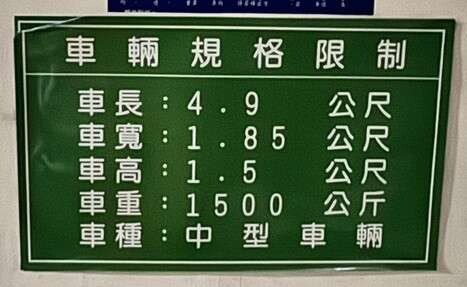 車輛規格限制
車長：4.9 公尺
車寬：1.85 公尺
車高：1.5 公尺
車重：1500 公斤
車種：中型車輛